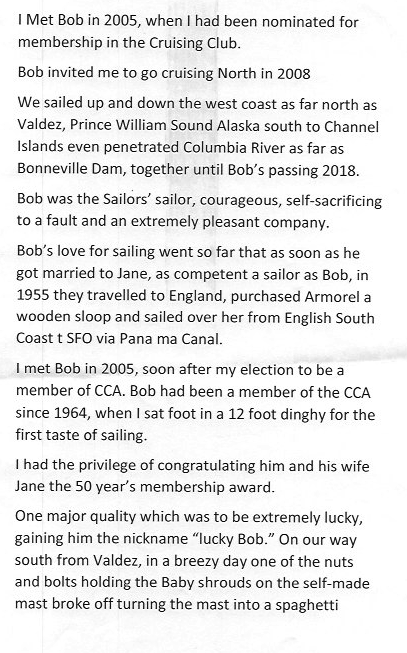 I Met Bob in 2005, when I had been nominated for
membership in the Cruising Club.
Bob invited me to go cruising North in 2008
We sailed up and down the west coast as far north as
Valdez, Prince William Sound Alaska south to Channel
Islands even penetrated Columbia River as far as
Bonneville Dam, together until Bob's passing 2018.
Bob was the Sailors' sailor, courageous, self-sacrificing
to a fault and an extremely pleasant company.
Bob's love for sailing went so far that as soon as he
got married to Jane, as competent a sailor as Bob, in
1955 they travelled to England, purchased Armorel a
wooden sloop and sailed over her from English South
Coast t SFO via Pana ma Canal.
I met Bob in 2005, soon after my election to be a
member of CCA. Bob had been a member of the CCA
since 1964, when I sat foot in a 12 foot dinghy for the
first taste of sailing.
I had the privilege of congratulating him and his wife
Jane the 50 year's membership award.
One major quality which was to be extremely lucky,
gaining him the nickname "lucky Bob." On our way
south from Valdez, in a breezy day one of the nuts
and bolts holding the Baby shrouds on the self-made
mast broke off turning the mast into a spaghetti